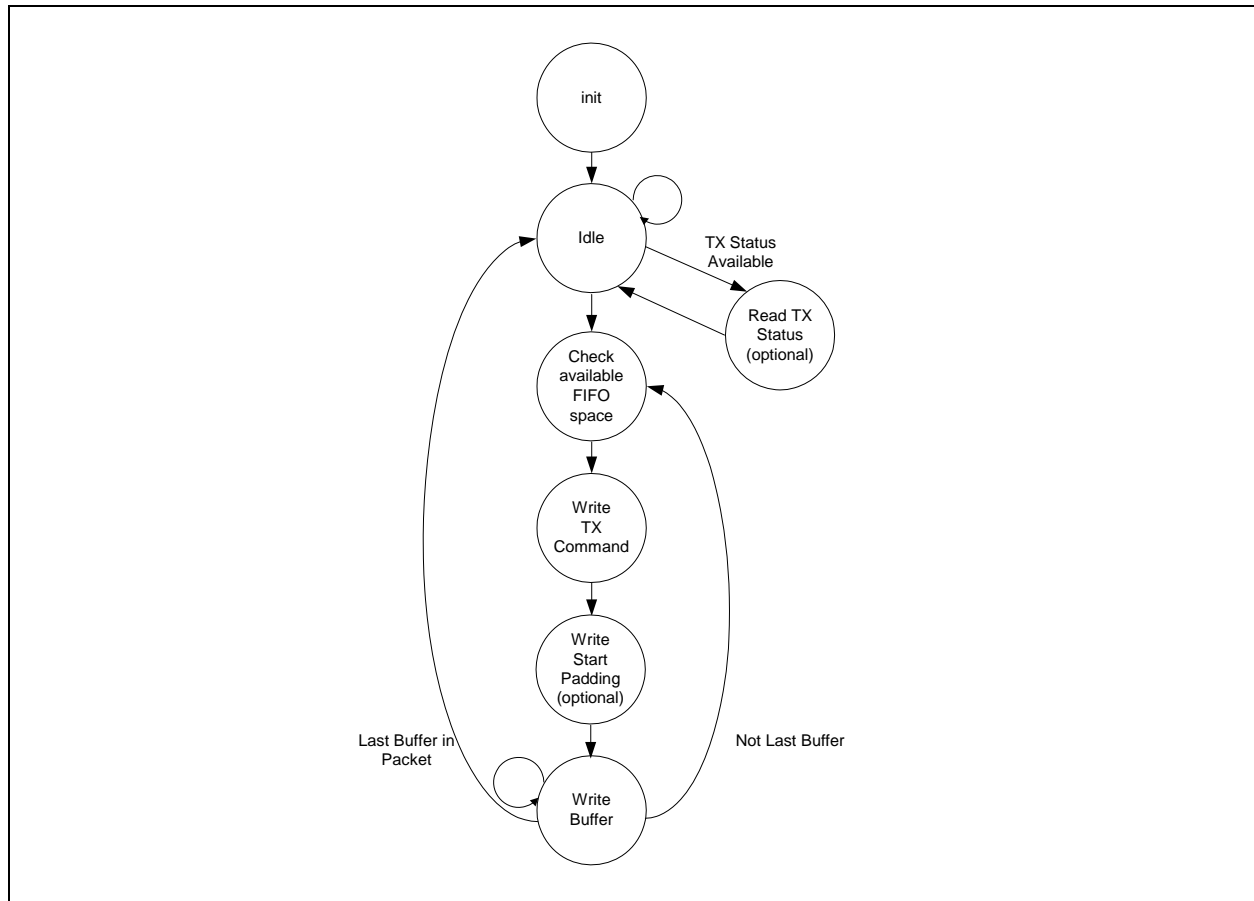 init
Idle
TX Status
Available
Read TX
Status
(optional)
Check
available
FIFO
space
Write
TX
Command
Write
Start
Padding
(optional)
Last Buffer in
Packet
Not Last Buffer
Write
Buffer